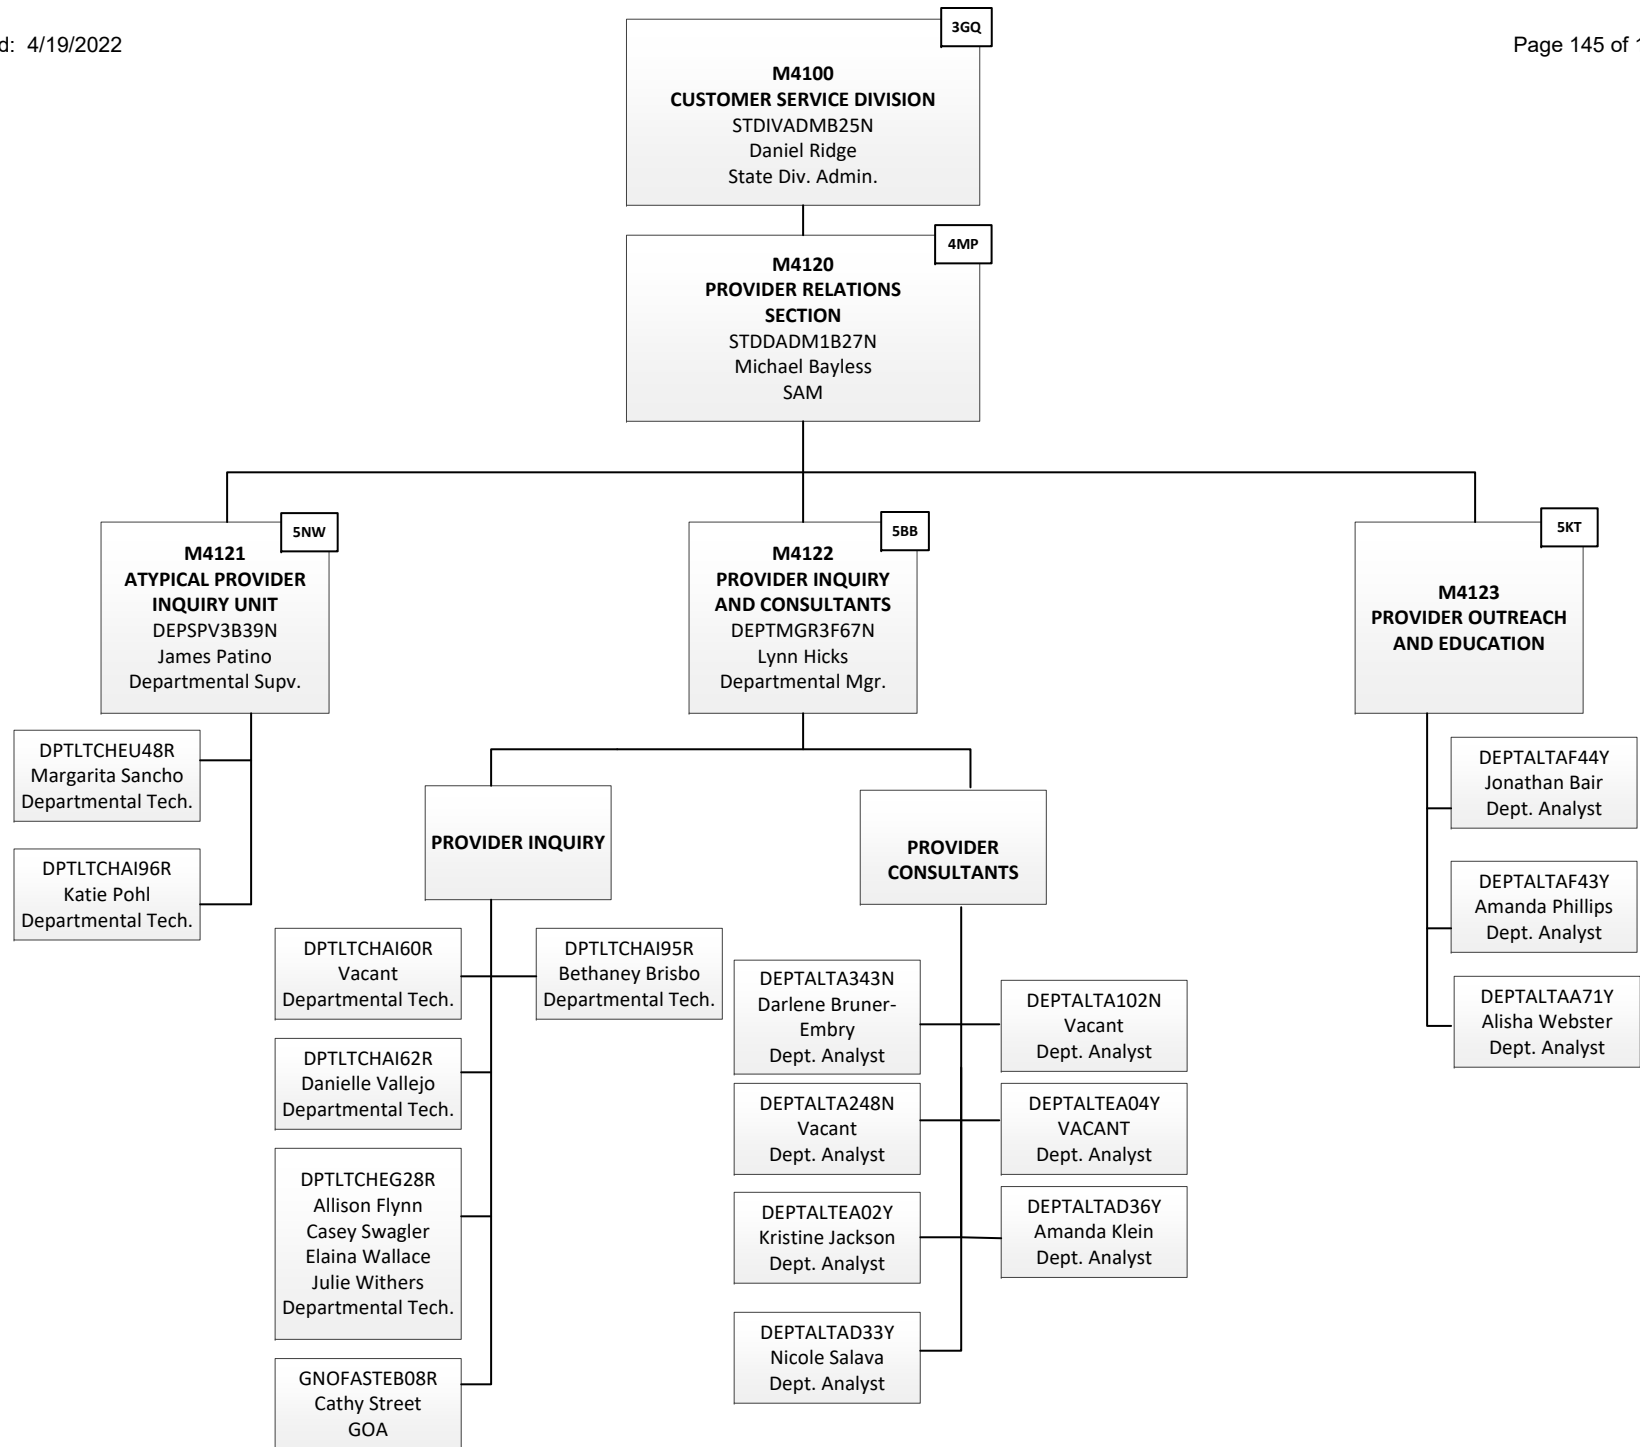 d: 4/19/2022
Page 145 of 1
3GQ
M4100
CUSTOMER SERVICE DIVISION
STDIVADMB25N
Daniel Ridge
State Div. Admin.
4MP
M4120
PROVIDER RELATIONS
SECTION
STDDADM1B27N
Michael Bayless
SAM
5NW
M4121
ATYPICAL PROVIDER
INQUIRY UNIT
DEPSPV3B39N
James Patino
Departmental Supv.
5BB
M4122
PROVIDER INQUIRY
AND CONSULTANTS
DEPTMGR3F67N
Lynn Hicks
Departmental Mgr.
5KT
M4123
PROVIDER OUTREACH
AND EDUCATION
DPTLTCHEU48R
Margarita Sancho
Departmental Tech.
DPTLTCHAI96R
Katie Pohl
Departmental Tech.
PROVIDER INQUIRY
DPTLTCHAI60R
Vacant
Departmental Tech.
DPTLTCHAI95R
Bethaney Brisbo
Departmental Tech.
DPTLTCHAI62R
Danielle Vallejo
Departmental Tech.
DPTLTCHEG28R
Allison Flynn
Casey Swagler
Elaina Wallace
Julie Withers
Departmental Tech.
GNOFASTEB08R
Cathy Street
GOA
PROVIDER
CONSULTANTS
DEPTALTA343N
Darlene Bruner-
Embry
Dept. Analyst
DEPTALTA102N
Vacant
Dept. Analyst
DEPTALTA248N
Vacant
Dept. Analyst
DEPTALTEA04Y
VACANT
Dept. Analyst
DEPTALTEA02Y
Kristine Jackson
Dept. Analyst
DEPTALTAD36Y
Amanda Klein
Dept. Analyst
DEPTALTAD33Y
Nicole Salava
Dept. Analyst
DEPTALTAF44Y
Jonathan Bair
Dept. Analyst
DEPTALTAF43Y
Amanda Phillips
Dept. Analyst
DEPTALTAA71Y
Alisha Webster
Dept. Analyst